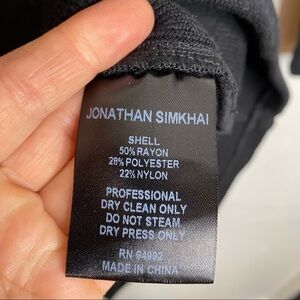 JONATHAN SIMKHAI
SHELL
50% RAYON
28% POLYESTER
22% NYLON
PROFESSIONAL
DRY CLEAN ONLY
DO NOT STEAM
DRY PRESS ONLY
RN 94992
MADE IN CHINA